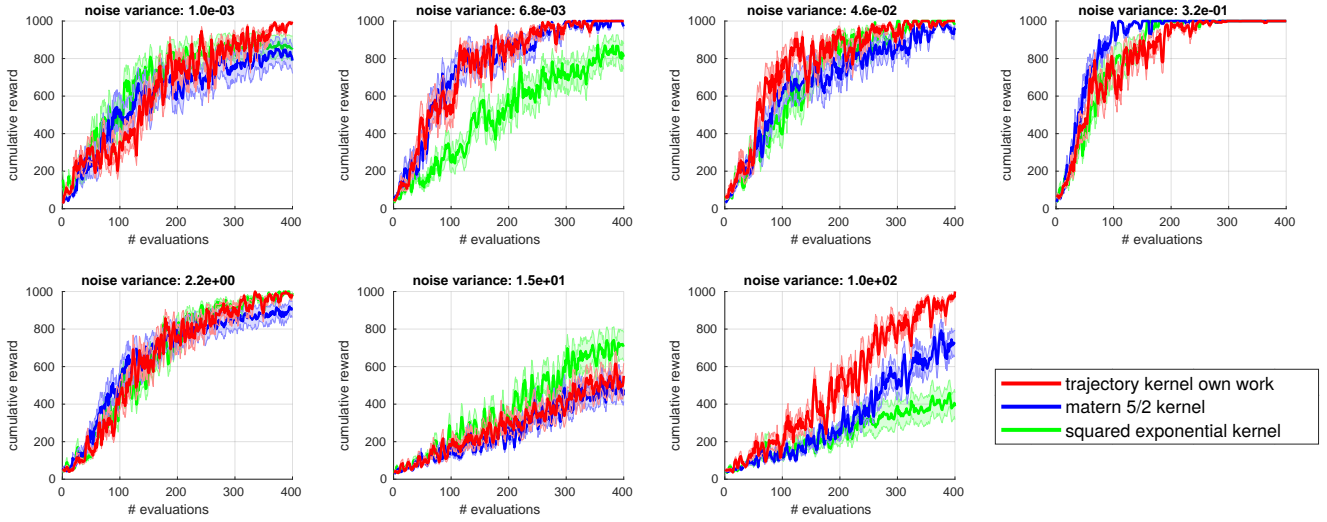 noise variance: 1.0e-03
noise variance: 6.8e-03
noise variance: 4.6e-02
noise variance: 3.2e-01
1000
800
600
400
200
0
cumulative reward
0 100 200 300 400
# evaluations
1000
800
600
400
200
0
cumulative reward
0 100 200 300 400
# evaluations
1000
800
600
400
200
0
cumulative reward
0 100 200 300 400
# evaluations
1000
800
600
400
200
0
cumulative reward
0 100 200 300 400
# evaluations
noise variance: 2.2e+00
noise variance: 1.5e+01
noise variance: 1.0e+02
1000
800
600
400
200
0
cumulative reward
0 100 200 300 400
# evaluations
1000
800
600
400
200
0
cumulative reward
0 100 200 300 400
# evaluations
1000
800
600
400
200
0
cumulative reward
0 100 200 300 400
# evaluations
trajectory kernel own work
matern 5/2 kernel
squared exponential kernel